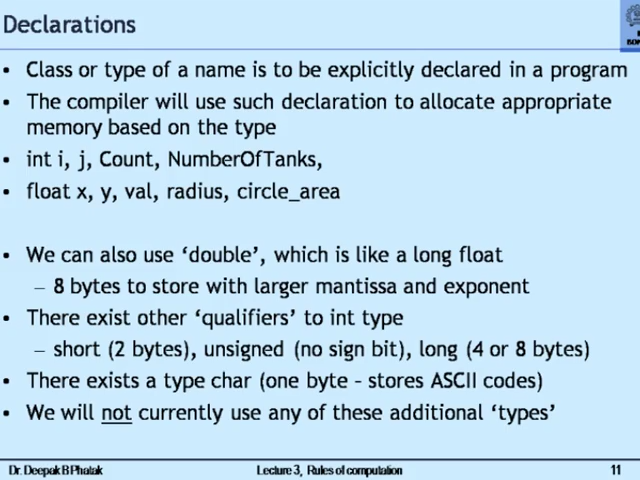 Declarations
• Class or type of a name is to be explicitly declared in a program
• The compiler will use such declaration to allocate appropriate
memory based on the type
• int i, j, Count, NumberOfTanks,
• float x, y, val, radius, circle_area
• We can also use ‘double’, which is like a long float
– 8 bytes to store with larger mantissa and exponent
• There exist other ‘qualifiers’ to int type
– short (2 bytes), unsigned (no sign bit), long (4 or 8 bytes)
• There exists a type char (one byte – stores ASCII codes)
• We will not currently use any of these additional ‘types’
Dr. Deepak B Phatak Lecture 3, Rules of computation 11